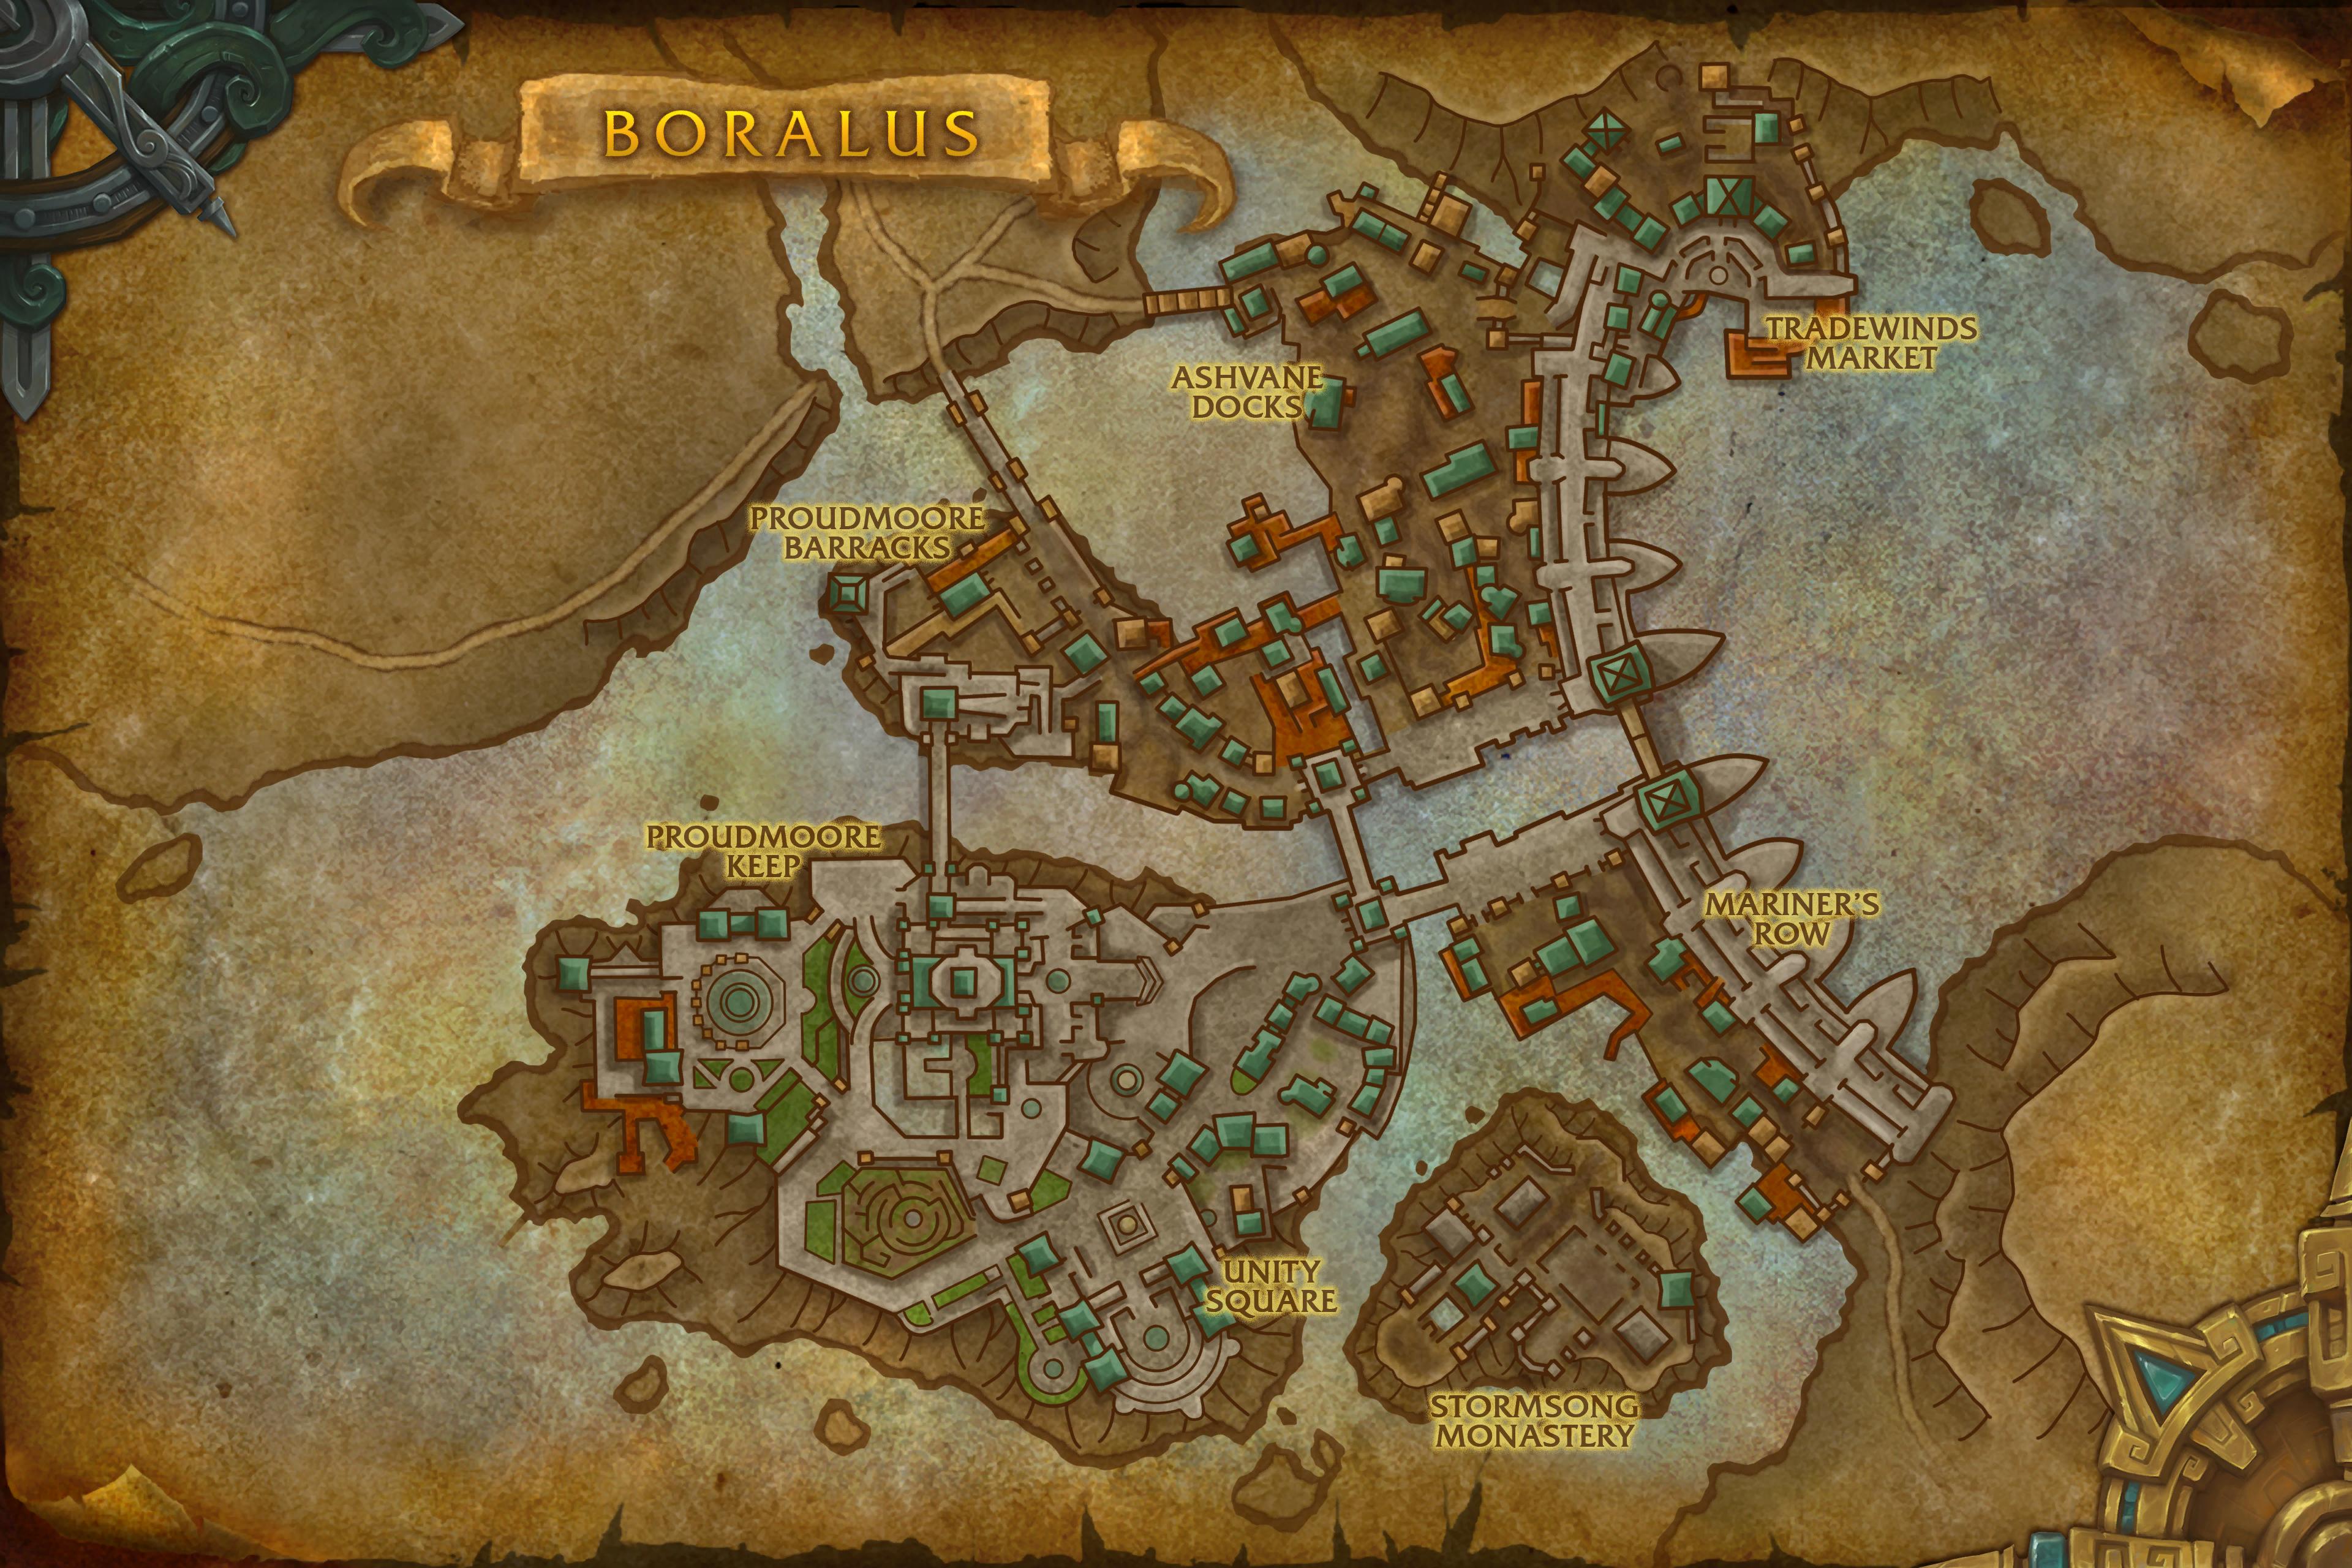 BORALUS
TRADEWINDS
MARKET
ASHVANE
DOCKS
PROUDMOORE
BARRACKS
PROUDMOORE
KEEP
MARINER'S
ROW
UNITY
SQUARE
STORMSONG
MONASTERY